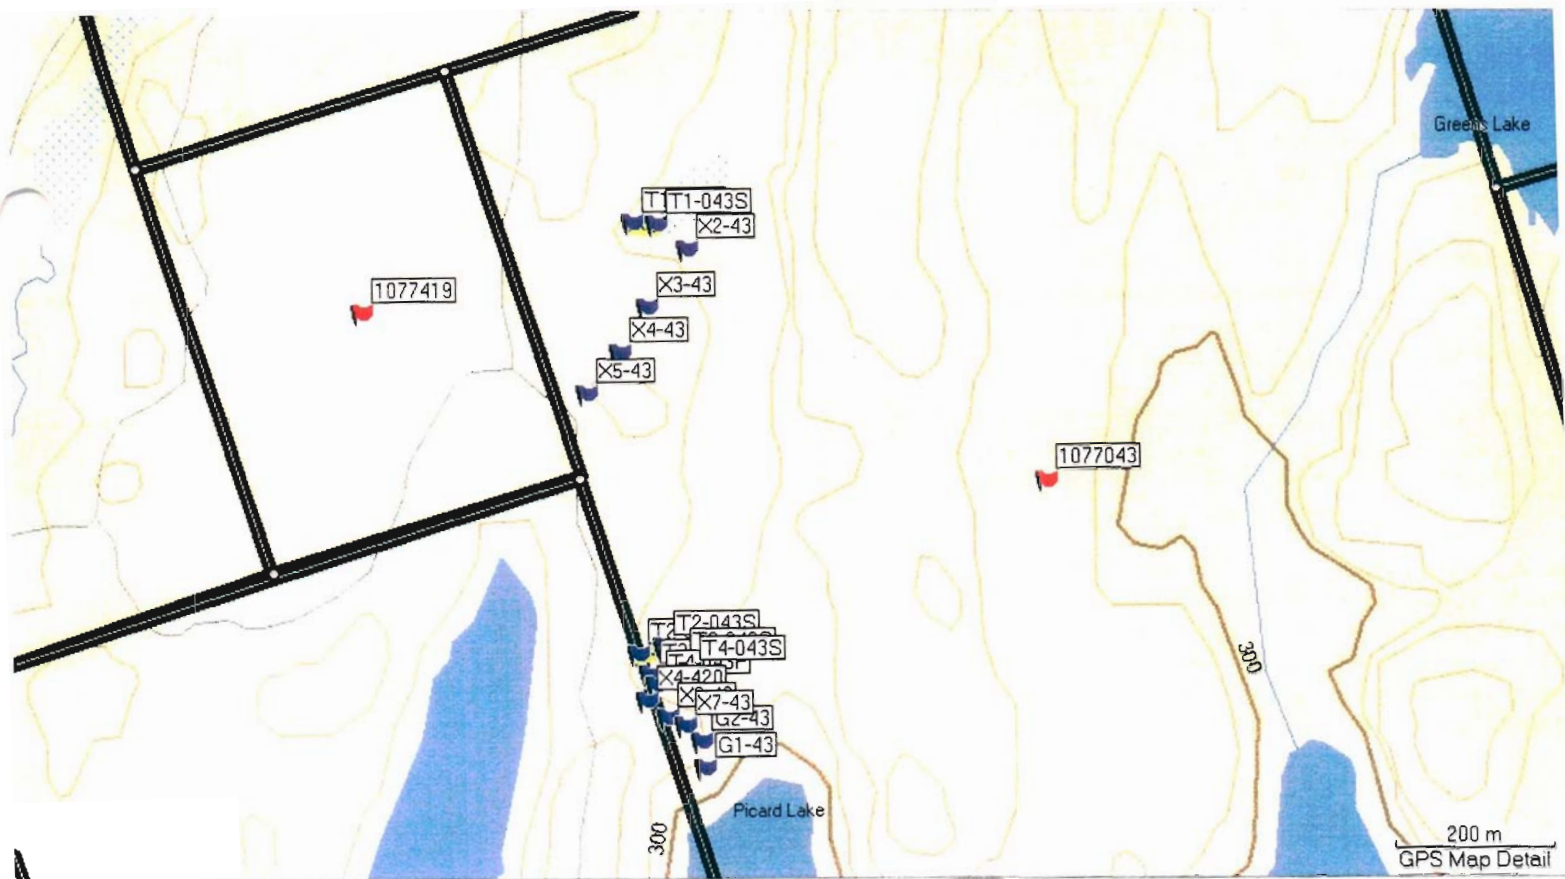 Greens Lake
T1-043S
X2-43
1077419
X3-43
X4-43
X5-43
1077043
T2-043S
T4-043S
X4-420
X7-43
G2-43
G1-43
300
Picard Lake
300
200 m
GPS Map Detail